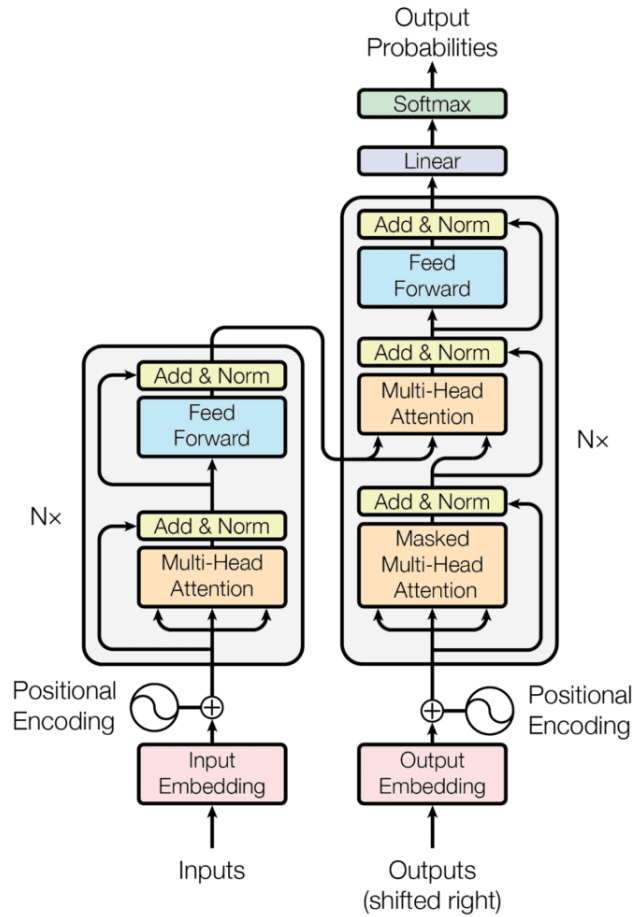 Output
Probabilities
Softmax
Linear
Add & Norm
Feed
Forward
Add & Norm
Multi-Head
Attention
Add & Norm
Masked
Multi-Head
Attention
N×
Add & Norm
Feed
Forward
Add & Norm
Multi-Head
Attention
N×
Positional
Encoding
Positional
Encoding
Input
Embedding
Output
Embedding
Inputs
Outputs
(shifted right)